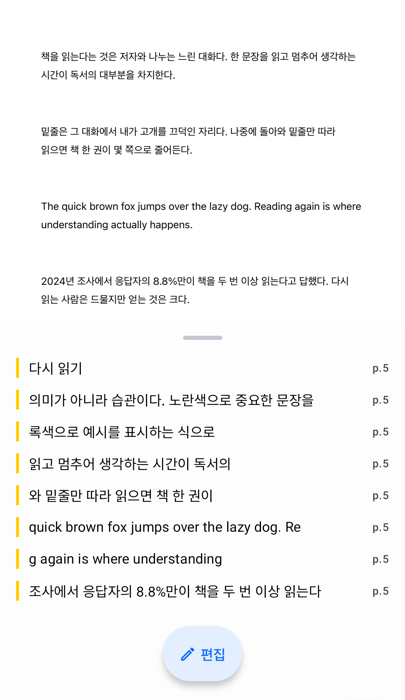 책을 읽는다는 것은 저자와 나누는 느린 대화다. 한 문장을 읽고 멈추어 생각하는
시간이 독서의 대부분을 차지한다.
밑줄은 그 대화에서 내가 고개를 끄덕인 자리다. 나중에 돌아와 밑줄만 따라
읽으면 책 한 권이 몇 쪽으로 줄어든다.
The quick brown fox jumps over the lazy dog. Reading again is where
understanding actually happens.
2024년 조사에서 응답자의 8.8%만이 책을 두 번 이상 읽는다고 답했다. 다시
읽는 사람은 드물지만 얻는 것은 크다.
다시 읽기 p.5
의미가 아니라 습관이다. 노란색으로 중요한 문장을 p.5
록색으로 예시를 표시하는 식으로 p.5
읽고 멈추어 생각하는 시간이 독서의 p.5
와 밑줄만 따라 읽으면 책 한 권이 p.5
quick brown fox jumps over the lazy dog. Re p.5
g again is where understanding p.5
조사에서 응답자의 8.8%만이 책을 두 번 이상 읽는다 p.5
편집